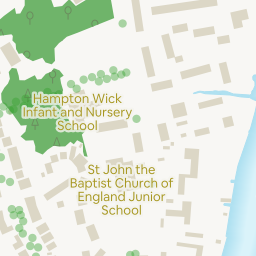 Hampton Wick
Infant and Nursery
School
St John the
Baptist Church of
England Junior
School